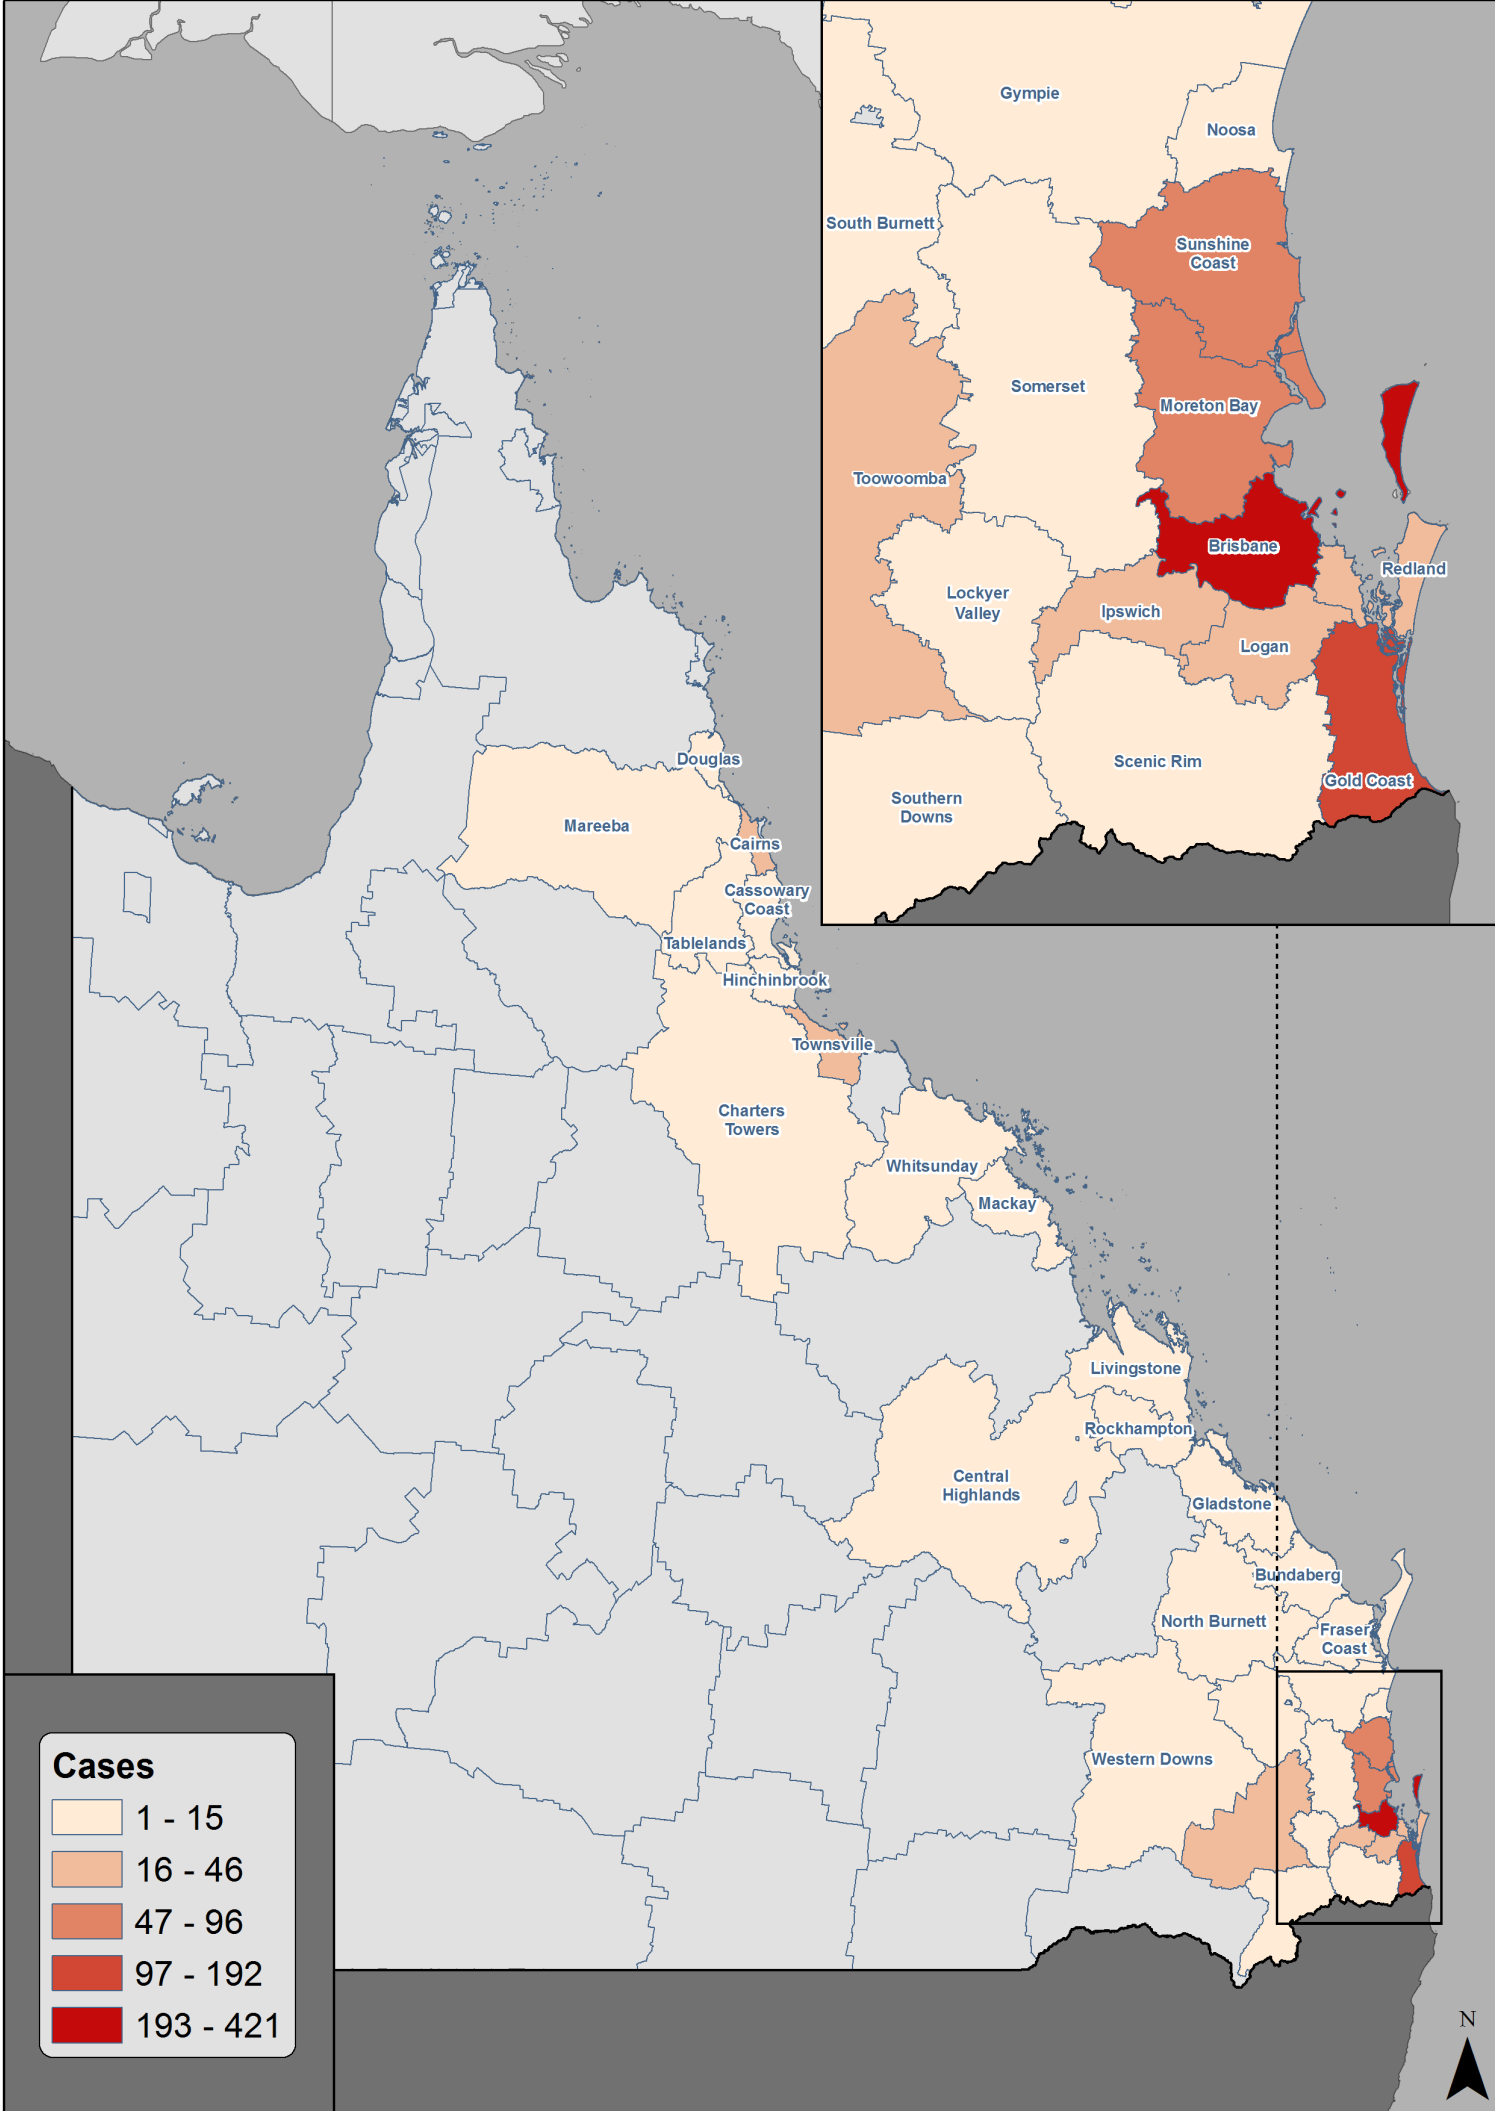 Gympie
Noosa
South Burnett
Sunshine
Coast
Somerset
Moreton Bay
Toowoomba
Brisbane
Redland
Lockyer
Valley
Ipswich
Logan
Scenic Rim
Gold Coast
Southern
Downs
Douglas
Mareeba
Cairns
Cassowary
Coast
Tablelands
Hinchinbrook
Townsville
Charters
Towers
Whitsunday
Mackay
Livingstone
Rockhampton
Central
Highlands
Gladstone
Bundaberg
North Burnett
Fraser
Coast
Western Downs
Cases
1 - 15
16 - 46
47 - 96
97 - 192
193 - 421
N